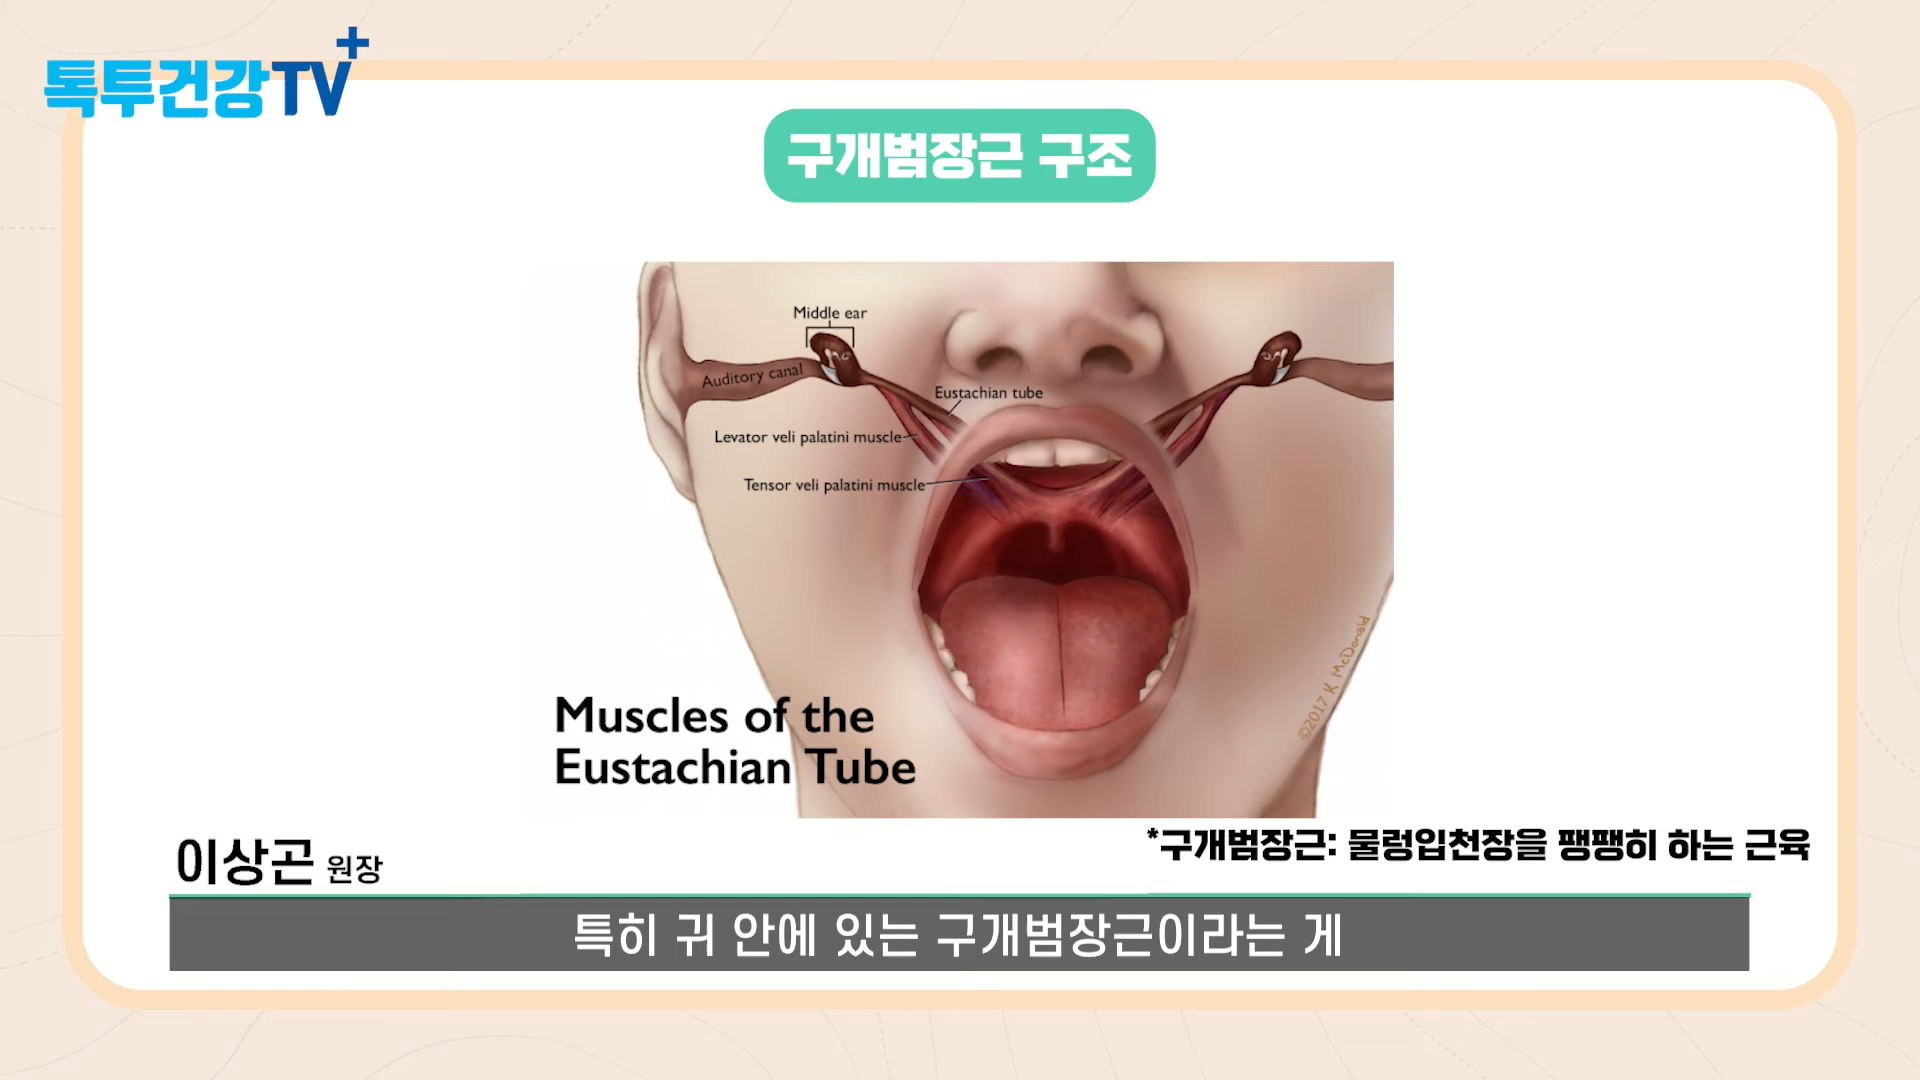 톡투건강TV+
구개범장근 구조
Middle ear
Auditory canal
Eustachian tube
Levator veli palatini muscle
Tensor veli palatini muscle
©2017 K McDonald
Muscles of the
Eustachian Tube
이상곤 원장
*구개범장근: 물렁입천장을 팽팽히 하는 근육
특히 귀 안에 있는 구개범장근이라는 게